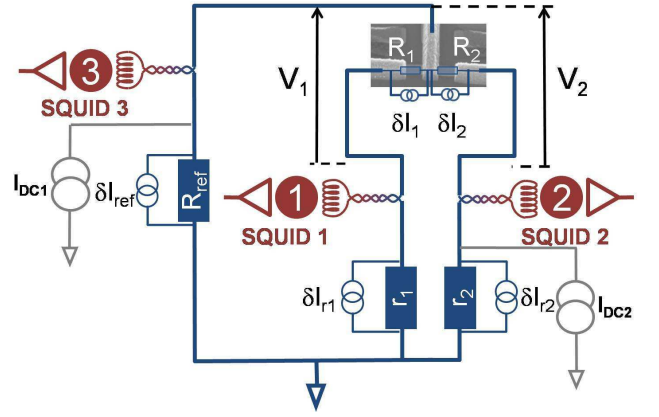 3
SQUID 3
V1
R1
R2
V2
δI1
δI2
IDC1
δIref
Rref
1
SQUID 1
2
SQUID 2
δIr1
r1
r2
δIr2
IDC2